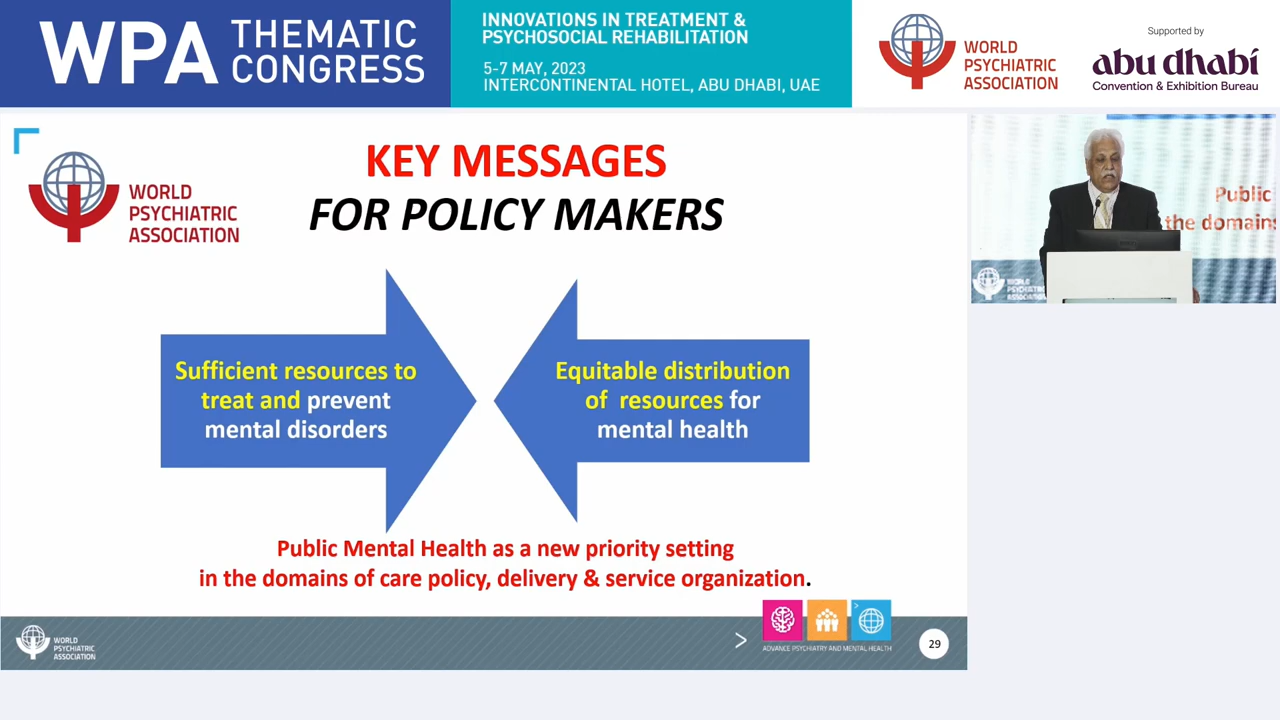 WPA THEMATIC CONGRESS
INNOVATIONS IN TREATMENT &
PSYCHOSOCIAL REHABILITATION
5-7 MAY, 2023
INTERCONTINENTAL HOTEL, ABU DHABI, UAE
WORLD
PSYCHIATRIC
ASSOCIATION
Supported by
abu dhabi
Convention & Exhibition Bureau
WORLD
PSYCHIATRIC
ASSOCIATION
KEY MESSAGES
FOR POLICY MAKERS
Sufficient resources to
treat and prevent
mental disorders
Equitable distribution
of resources for
mental health
Public Mental Health as a new priority setting
in the domains of care policy, delivery & service organization.
WORLD
PSYCHIATRIC
ASSOCIATION
>
ADVANCE PSYCHIATRY AND MENTAL HEALTH
29
Public
the domain
WORLD